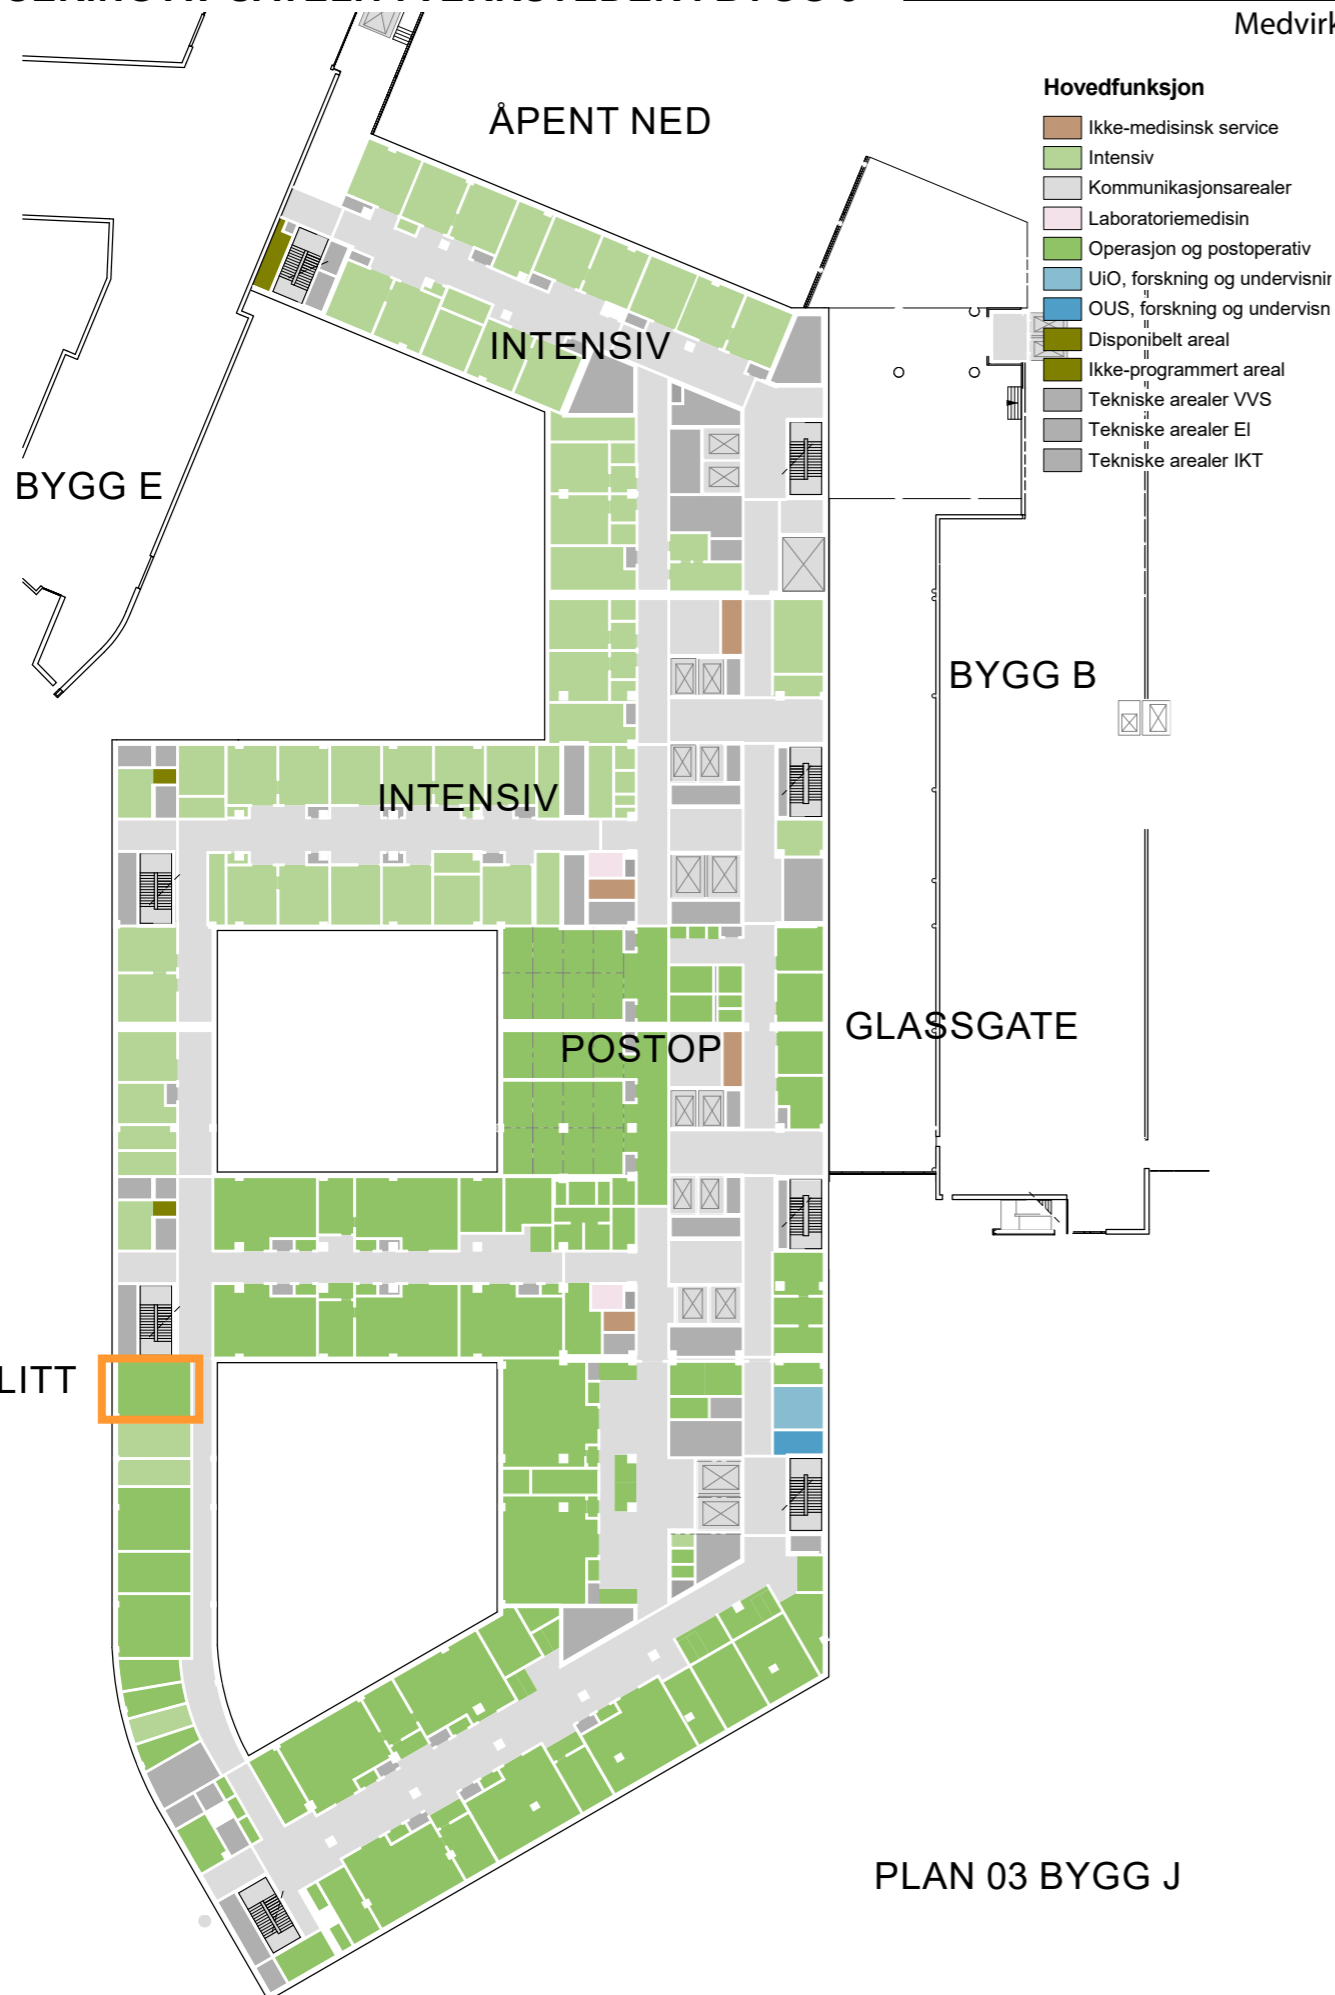 Medvirk
Hovedfunksjon
Ikke-medisinsk service
Intensiv
Kommunikasjonsarealer
Laboratoriemedisin
Operasjon og postoperativ
UiO, forskning og undervisnir
OUS, forskning og undervisn
Disponibelt areal
Ikke-programmert areal
Tekniske arealer VVS
Tekniske arealer El
Tekniske arealer IKT
ÅPENT NED
INTENSIV
BYGG E
BYGG B
INTENSIV
GLASSGATE
POSTOP
LITT
PLAN 03 BYGG J